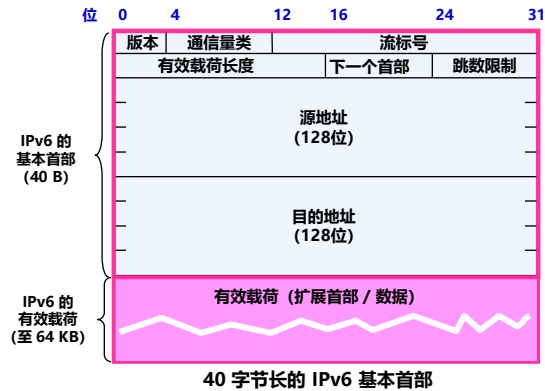 位 0 4 12 16 24 31
版本 通信量类 流标号
有效载荷长度 下一个首部 跳数限制
源地址
(128位)
IPv6 的
基本首部
(40 B)
目的地址
(128位)
有效载荷（扩展首部 / 数据）
IPv6 的
有效载荷
(至 64 KB)
40 字节长的 IPv6 基本首部